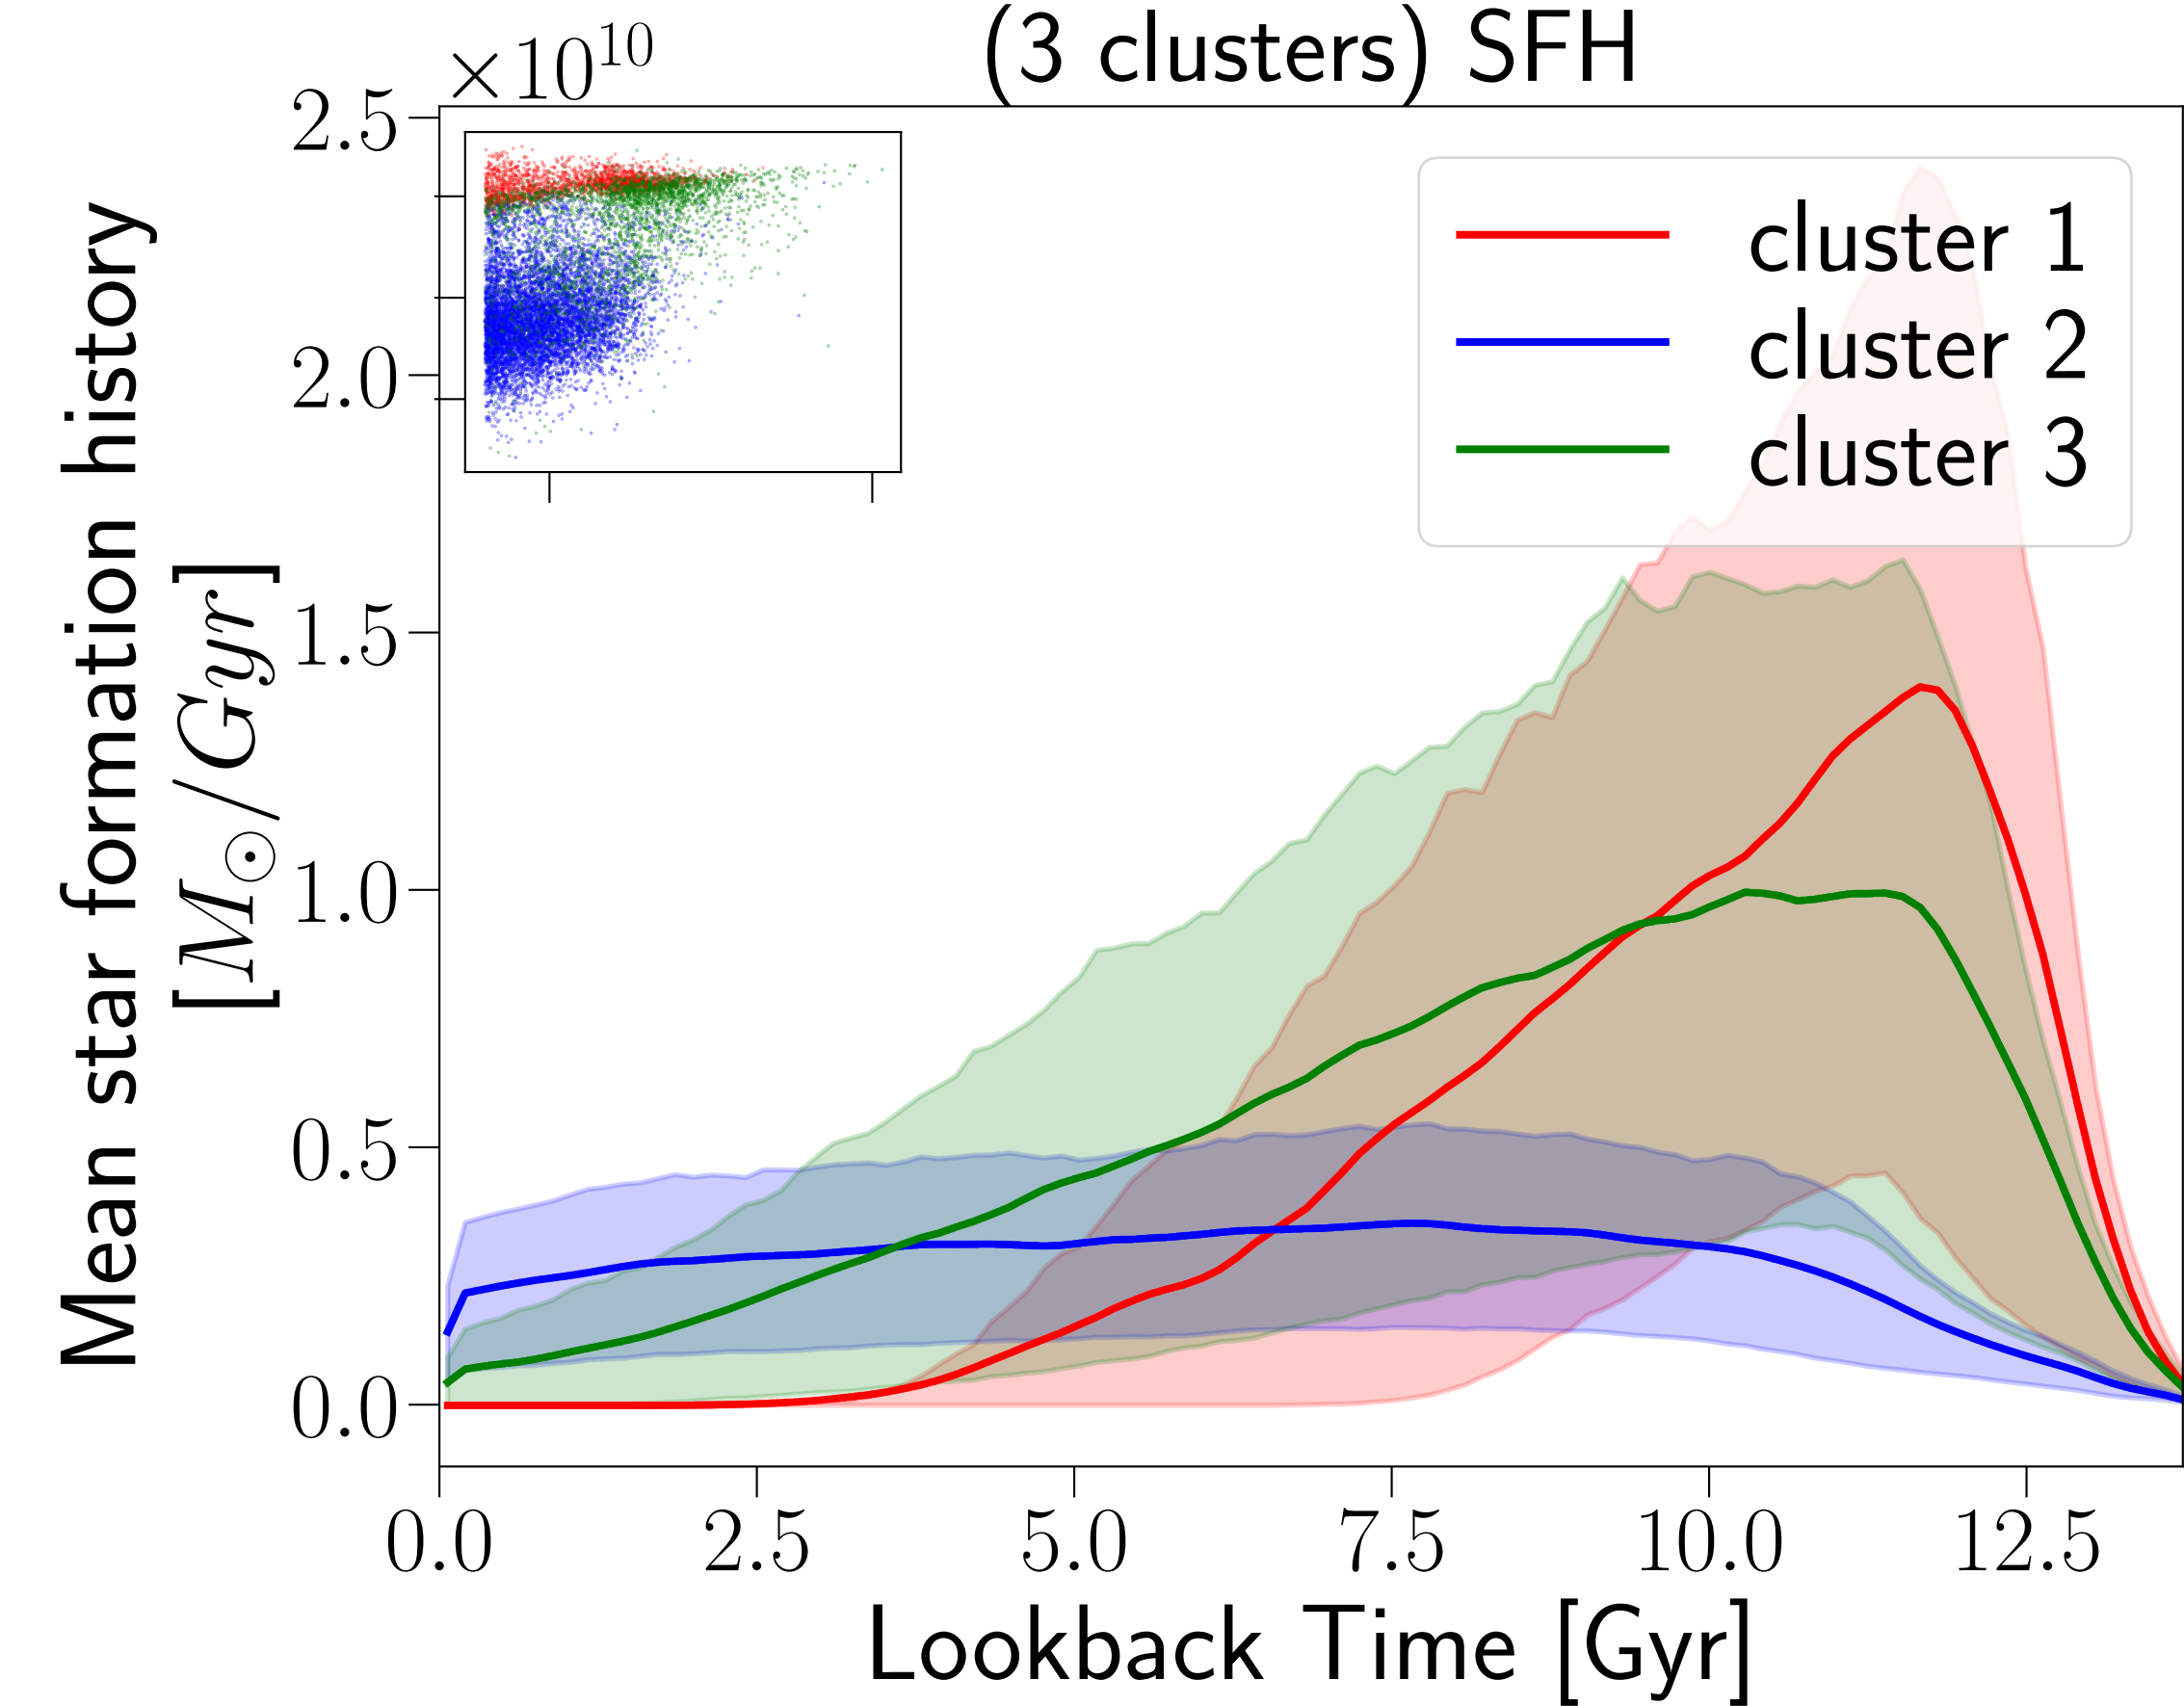 (3 clusters) SFH
×10¹⁰
2.5
2.0
1.5
1.0
0.5
0.0
Mean star formation history
[M⊙/Gyr]
cluster 1
cluster 2
cluster 3
0.0 2.5 5.0 7.5 10.0 12.5
Lookback Time [Gyr]